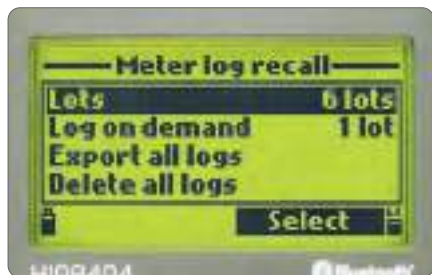 Meter log recall
Lots 6 lots
Log on demand 1 lot
Export all logs
Delete all logs
Select